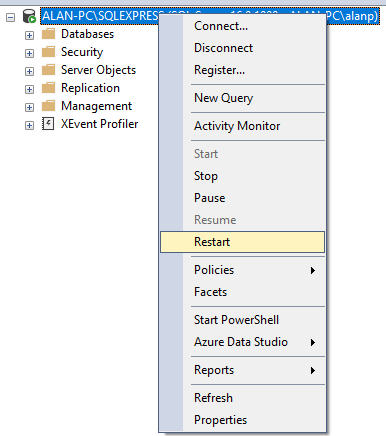 ALAN-PC\SQLEXPRESS PC\alanp)
Databases
Security
Server Objects
Replication
Management
XEvent Profiler
Connect...
Disconnect
Register...
New Query
Activity Monitor
Start
Stop
Pause
Resume
Restart
Policies
Facets
Start PowerShell
Azure Data Studio
Reports
Refresh
Properties